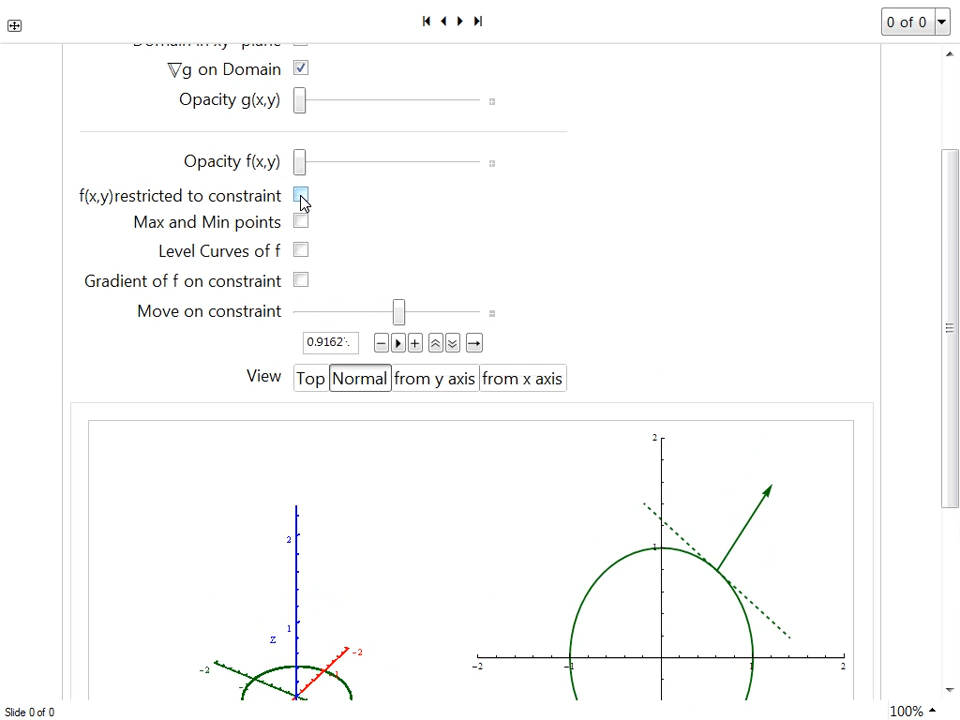 0 of 0
Domain in xy - plane
▽g on Domain
Opacity g(x,y)
Opacity f(x,y)
f(x,y)restricted to constraint
Max and Min points
Level Curves of f
Gradient of f on constraint
Move on constraint
0.9162
View Top Normal from y axis from x axis
2
2
1
1
z
-2
-2
-2
-1
1
2
Slide 0 of 0
100%